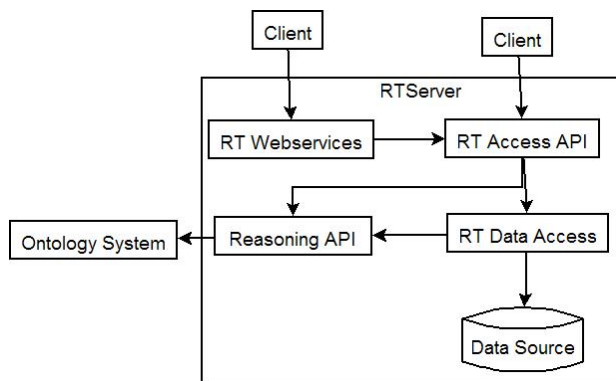 Client
Client
RTServer
RT Webservices
RT Access API
Ontology System
Reasoning API
RT Data Access
Data Source